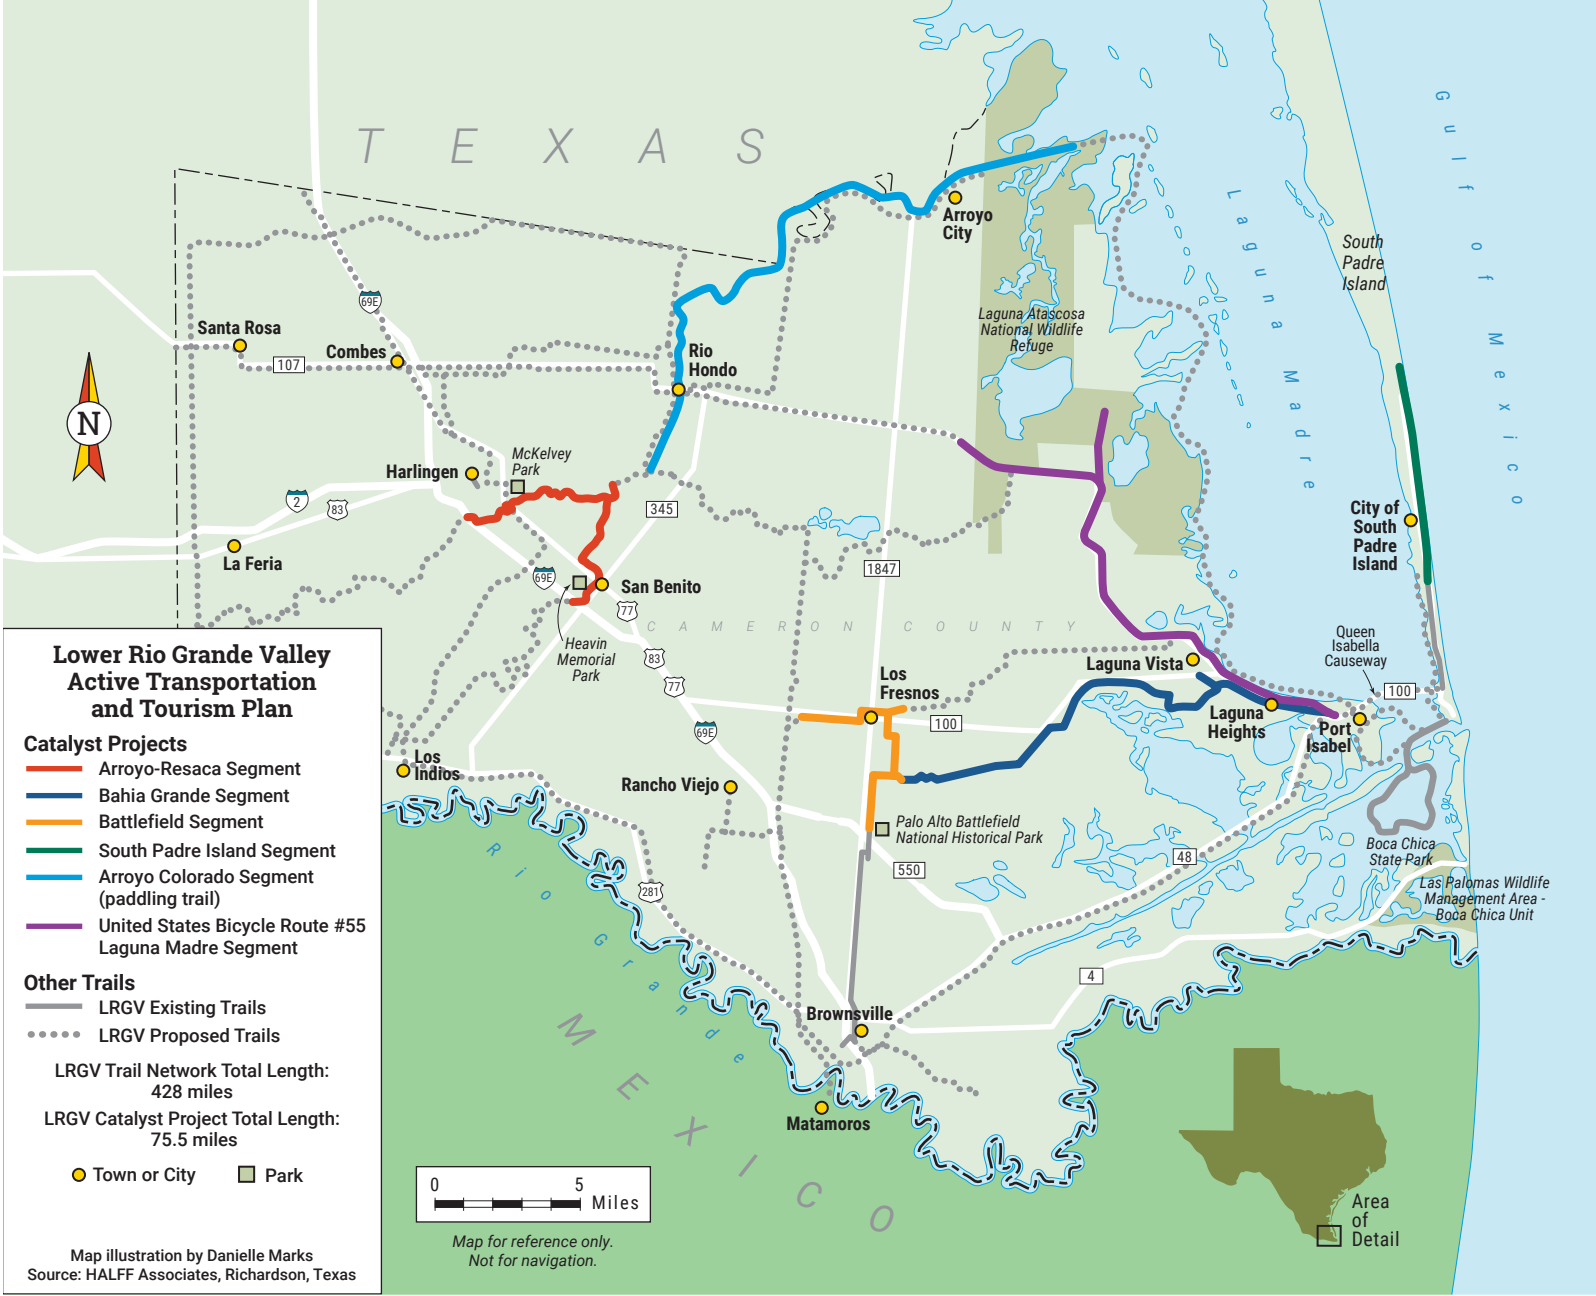 TEXAS
Gulf of Mexico
Laguna Madre
South
Padre
Island
Arroyo
City
Laguna Atascosa
National Wildlife
Refuge
69E
Santa Rosa
Combes
107
Rio
Hondo
N
McKelvey
Park
Harlingen
2
83
345
La Feria
City of
South
Padre
Island
1847
69E
San Benito
77
CAMERON COUNTY
Heavin
Memorial
Park
83
77
Queen
Isabella
Causeway
Laguna Vista
100
Los
Fresnos
100
69E
Laguna
Heights
Port
Isabel
Los
Indios
Rancho Viejo
Palo Alto Battlefield
National Historical Park
550
48
Boca Chica
State Park
Las Palomas Wildlife
Management Area -
Boca Chica Unit
281
Rio Grande
4
Brownsville
MEXICO
Matamoros
Lower Rio Grande Valley
Active Transportation
and Tourism Plan
Catalyst Projects
Arroyo-Resaca Segment
Bahia Grande Segment
Battlefield Segment
South Padre Island Segment
Arroyo Colorado Segment
(paddling trail)
United States Bicycle Route #55
Laguna Madre Segment
Other Trails
LRGV Existing Trails
LRGV Proposed Trails
LRGV Trail Network Total Length:
428 miles
LRGV Catalyst Project Total Length:
75.5 miles
Town or City
Park
Map illustration by Danielle Marks
Source: HALFF Associates, Richardson, Texas
0 5
Miles
Map for reference only.
Not for navigation.
Area
of
Detail